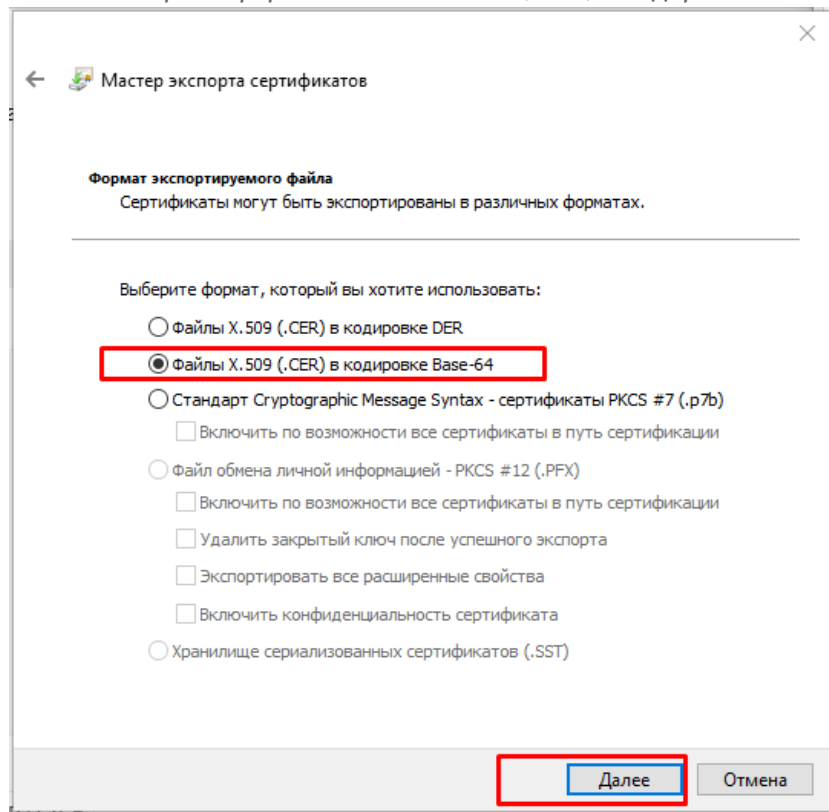 Мастер экспорта сертификатов
Формат экспортируемого файла
Сертификаты могут быть экспортированы в различных форматах.
Выберите формат, который вы хотите использовать:
Файлы X.509 (.CER) в кодировке DER
Файлы X.509 (.CER) в кодировке Base-64
Стандарт Cryptographic Message Syntax - сертификаты PKCS #7 (.p7b)
Включить по возможности все сертификаты в путь сертификации
Файл обмена личной информацией - PKCS #12 (.PFX)
Включить по возможности все сертификаты в путь сертификации
Удалить закрытый ключ после успешного экспорта
Экспортировать все расширенные свойства
Включить конфиденциальность сертификата
Хранилище сериализованных сертификатов (.SST)
Далее Отмена